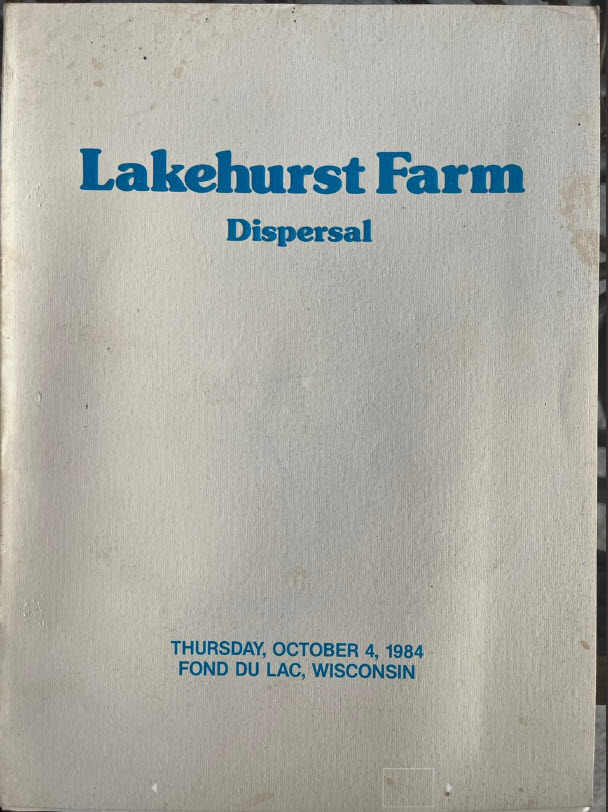 Lakehurst Farm
Dispersal
THURSDAY, OCTOBER 4, 1984
FOND DU LAC, WISCONSIN